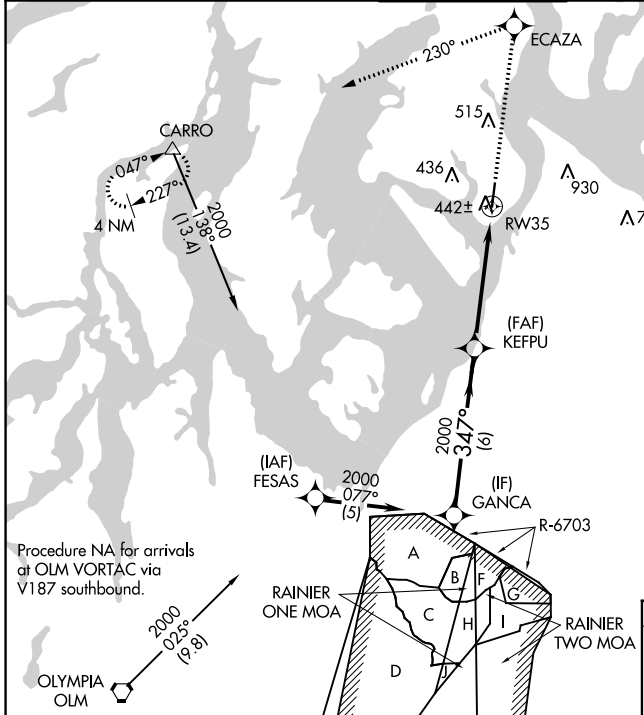 ECAZA
230°
515
CARRO
047°
436
930
227°
442±
7
4 NM
RW35
2000
138°
(13.4)
(FAF)
KEFPU
2000
347°
(6)
(IAF)
FESAS
2000
077°
(5)
(IF)
GANCA
R-6703
Procedure NA for arrivals
at OLM VORTAC via
V187 southbound.
A
B
F
G
RAINIER
ONE MOA
C
H
I
RAINIER
TWO MOA
2000
025°
(9.8)
D
J
OLYMPIA
OLM